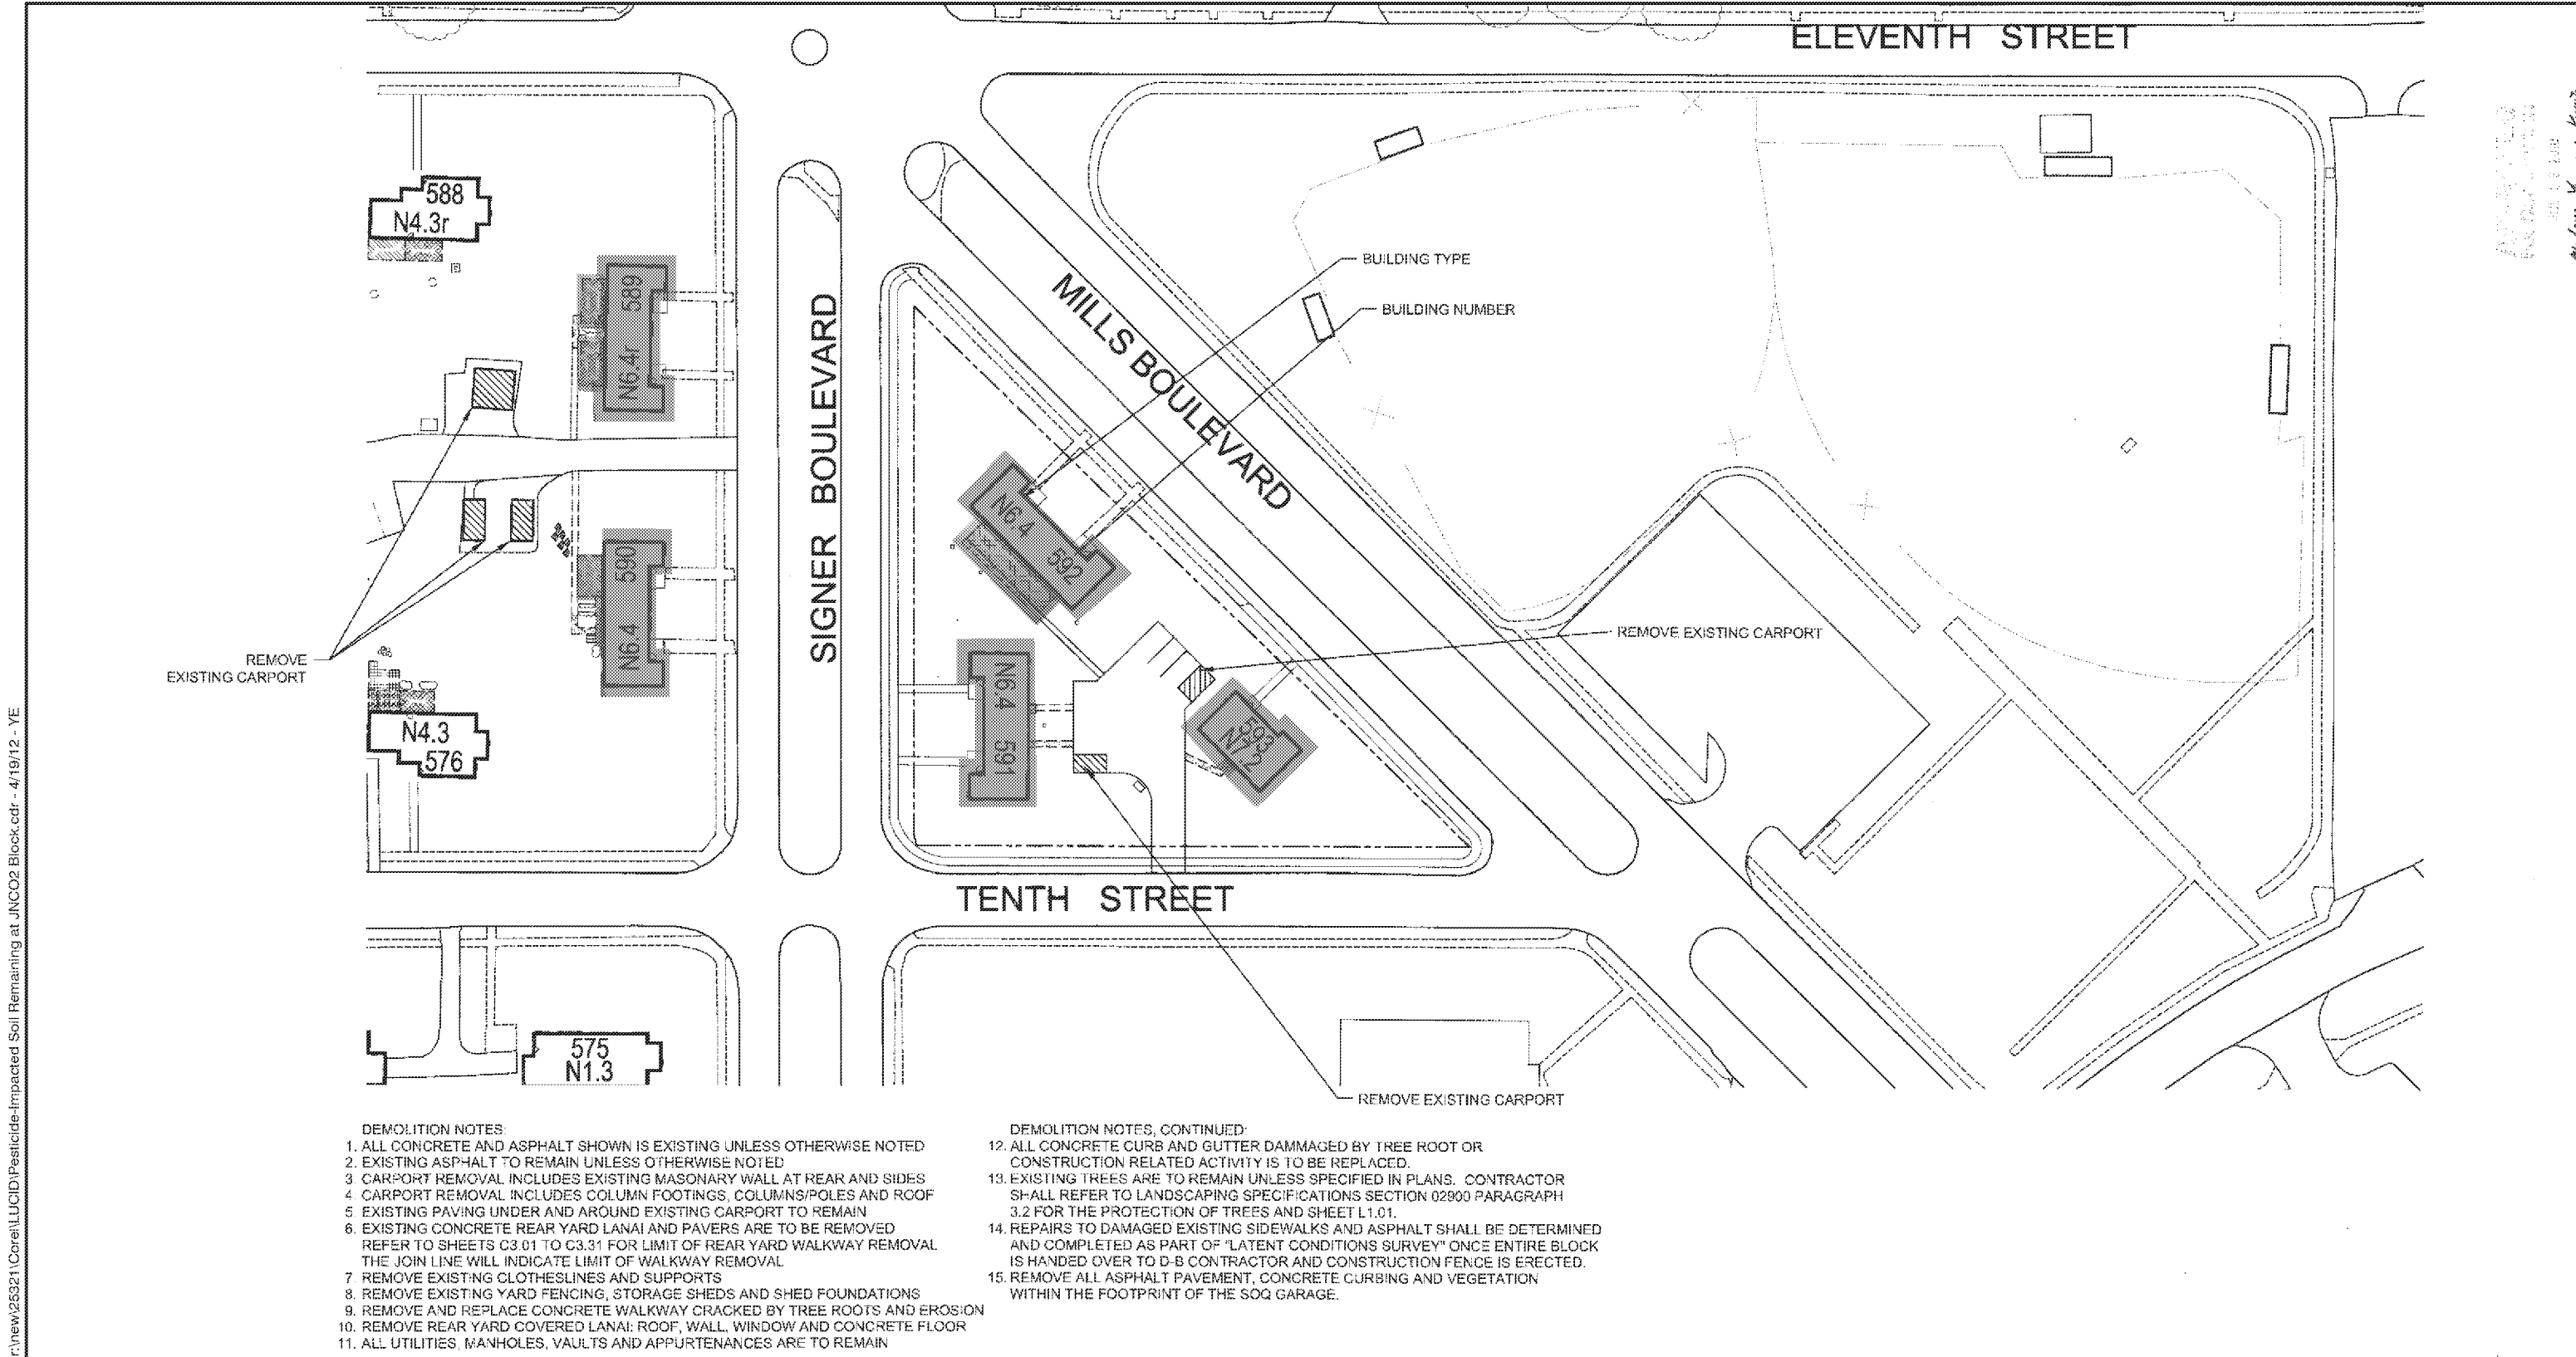 ELEVENTH STREET
588
N4.3r
589
N6.4r
BUILDING TYPE
BUILDING NUMBER
MILLS BOULEVARD
SIGNER BOULEVARD
N6.4
592
590
N6.4
REMOVE
EXISTING CARPORT
REMOVE EXISTING CARPORT
N6.4
591
593
N7.2
N4.3
576
TENTH STREET
575
N1.3
REMOVE EXISTING CARPORT
DEMOLITION NOTES:
1. ALL CONCRETE AND ASPHALT SHOWN IS EXISTING UNLESS OTHERWISE NOTED
2. EXISTING ASPHALT TO REMAIN UNLESS OTHERWISE NOTED
3 CARPORT REMOVAL INCLUDES EXISTING MASONARY WALL AT REAR AND SIDES
4 CARPORT REMOVAL INCLUDES COLUMN FOOTINGS, COLUMNS/POLES AND ROOF
5 EXISTING PAVING UNDER AND AROUND EXISTING CARPORT TO REMAIN
6 EXISTING CONCRETE REAR YARD LANAI AND PAVERS ARE TO BE REMOVED
REFER TO SHEETS C3.01 TO C3.31 FOR LIMIT OF REAR YARD WALKWAY REMOVAL
THE JOIN LINE WILL INDICATE LIMIT OF WALKWAY REMOVAL
7. REMOVE EXISTING CLOTHESLINES AND SUPPORTS
8. REMOVE EXISTING YARD FENCING, STORAGE SHEDS AND SHED FOUNDATIONS
9. REMOVE AND REPLACE CONCRETE WALKWAY CRACKED BY TREE ROOTS AND EROSION
10. REMOVE REAR YARD COVERED LANAI: ROOF, WALL, WINDOW AND CONCRETE FLOOR
11. ALL UTILITIES, MANHOLES, VAULTS AND APPURTENANCES ARE TO REMAIN
DEMOLITION NOTES, CONTINUED:
12. ALL CONCRETE CURB AND GUTTER DAMMAGED BY TREE ROOT OR
CONSTRUCTION RELATED ACTIVITY IS TO BE REPLACED.
13. EXISTING TREES ARE TO REMAIN UNLESS SPECIFIED IN PLANS. CONTRACTOR
SHALL REFER TO LANDSCAPING SPECIFICATIONS SECTION 02900 PARAGRAPH
3.2 FOR THE PROTECTION OF TREES AND SHEET L1.01.
14. REPAIRS TO DAMAGED EXISTING SIDEWALKS AND ASPHALT SHALL BE DETERMINED
AND COMPLETED AS PART OF "LATENT CONDITIONS SURVEY" ONCE ENTIRE BLOCK
IS HANDED OVER TO D-B CONTRACTOR AND CONSTRUCTION FENCE IS ERECTED.
15. REMOVE ALL ASPHALT PAVEMENT, CONCRETE CURBING AND VEGETATION
WITHIN THE FOOTPRINT OF THE SOQ GARAGE.
r:\new\25321\Corel\LUCID\Pesticide-Impacted Soil Remaining at JNCO2 Block.cdr - 4/19/12 - YE